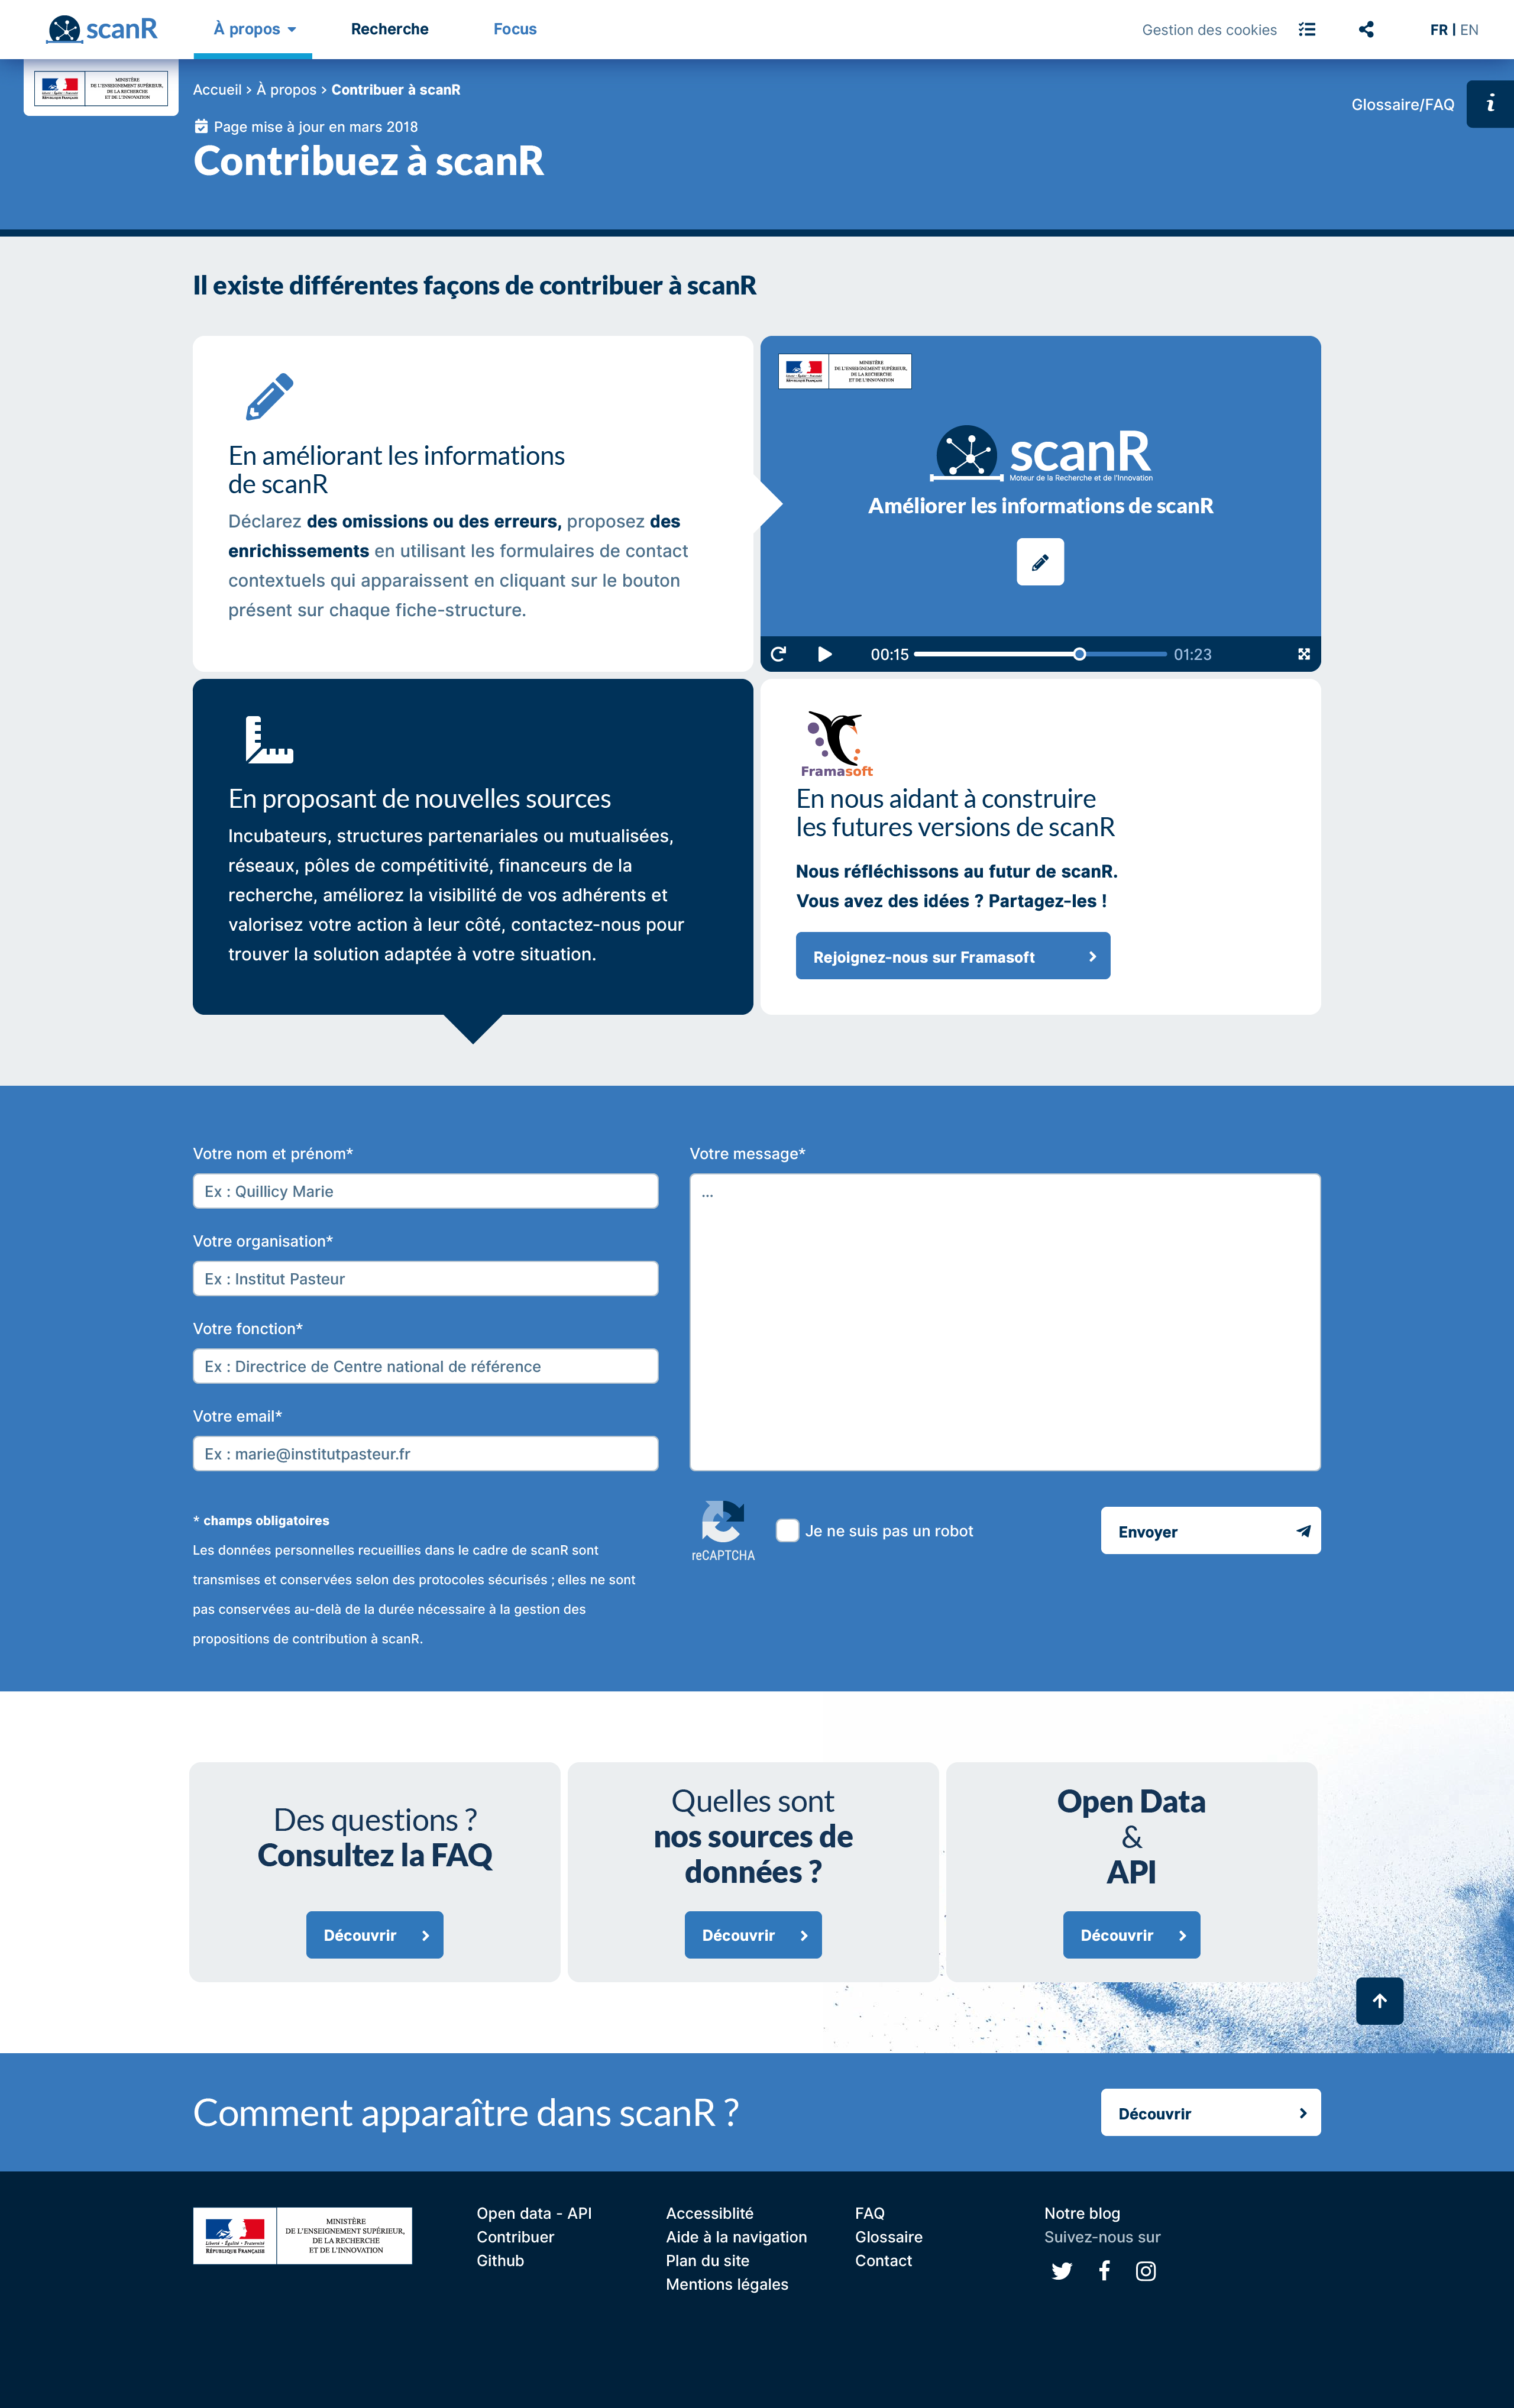 scanR
À propos
Recherche
Focus
Gestion des cookies
FR | EN
MINISTÈRE
DE L'ENSEIGNEMENT SUPÉRIEUR,
DE LA RECHERCHE
ET DE L'INNOVATION
Liberté • Égalité • Fraternité
RÉPUBLIQUE FRANÇAISE
Accueil > À propos > Contribuer à scanR
Glossaire/FAQ
i
Page mise à jour en mars 2018
Contribuez à scanR
Il existe différentes façons de contribuer à scanR
En améliorant les informations
de scanR
Déclarez des omissions ou des erreurs, proposez des
enrichissements en utilisant les formulaires de contact
contextuels qui apparaissent en cliquant sur le bouton
présent sur chaque fiche-structure.
Liberté • Égalité • Fraternité
RÉPUBLIQUE FRANÇAISE
MINISTÈRE
DE L'ENSEIGNEMENT SUPÉRIEUR,
DE LA RECHERCHE
ET DE L'INNOVATION
scanR
Moteur de la Recherche et de l'Innovation
Améliorer les informations de scanR
00:15
01:23
En proposant de nouvelles sources
Incubateurs, structures partenariales ou mutualisées,
réseaux, pôles de compétitivité, financeurs de la
recherche, améliorez la visibilité de vos adhérents et
valorisez votre action à leur côté, contactez-nous pour
trouver la solution adaptée à votre situation.
Framasoft
En nous aidant à construire
les futures versions de scanR
Nous réfléchissons au futur de scanR.
Vous avez des idées ? Partagez-les !
Rejoignez-nous sur Framasoft
Votre nom et prénom*
Ex : Quillicy Marie
Votre organisation*
Ex : Institut Pasteur
Votre fonction*
Ex : Directrice de Centre national de référence
Votre email*
Ex : marie@institutpasteur.fr
* champs obligatoires
Les données personnelles recueillies dans le cadre de scanR sont
transmises et conservées selon des protocoles sécurisés ; elles ne sont
pas conservées au-delà de la durée nécessaire à la gestion des
propositions de contribution à scanR.
Votre message*
...
reCAPTCHA
Je ne suis pas un robot
Envoyer
Des questions ?
Consultez la FAQ
Découvrir
Quelles sont
nos sources de
données ?
Découvrir
Open Data
&
API
Découvrir
Comment apparaître dans scanR ?
Découvrir
Liberté • Égalité • Fraternité
RÉPUBLIQUE FRANÇAISE
MINISTÈRE
DE L'ENSEIGNEMENT SUPÉRIEUR,
DE LA RECHERCHE
ET DE L'INNOVATION
Open data - API
Contribuer
Github
Accessiblité
Aide à la navigation
Plan du site
Mentions légales
FAQ
Glossaire
Contact
Notre blog
Suivez-nous sur